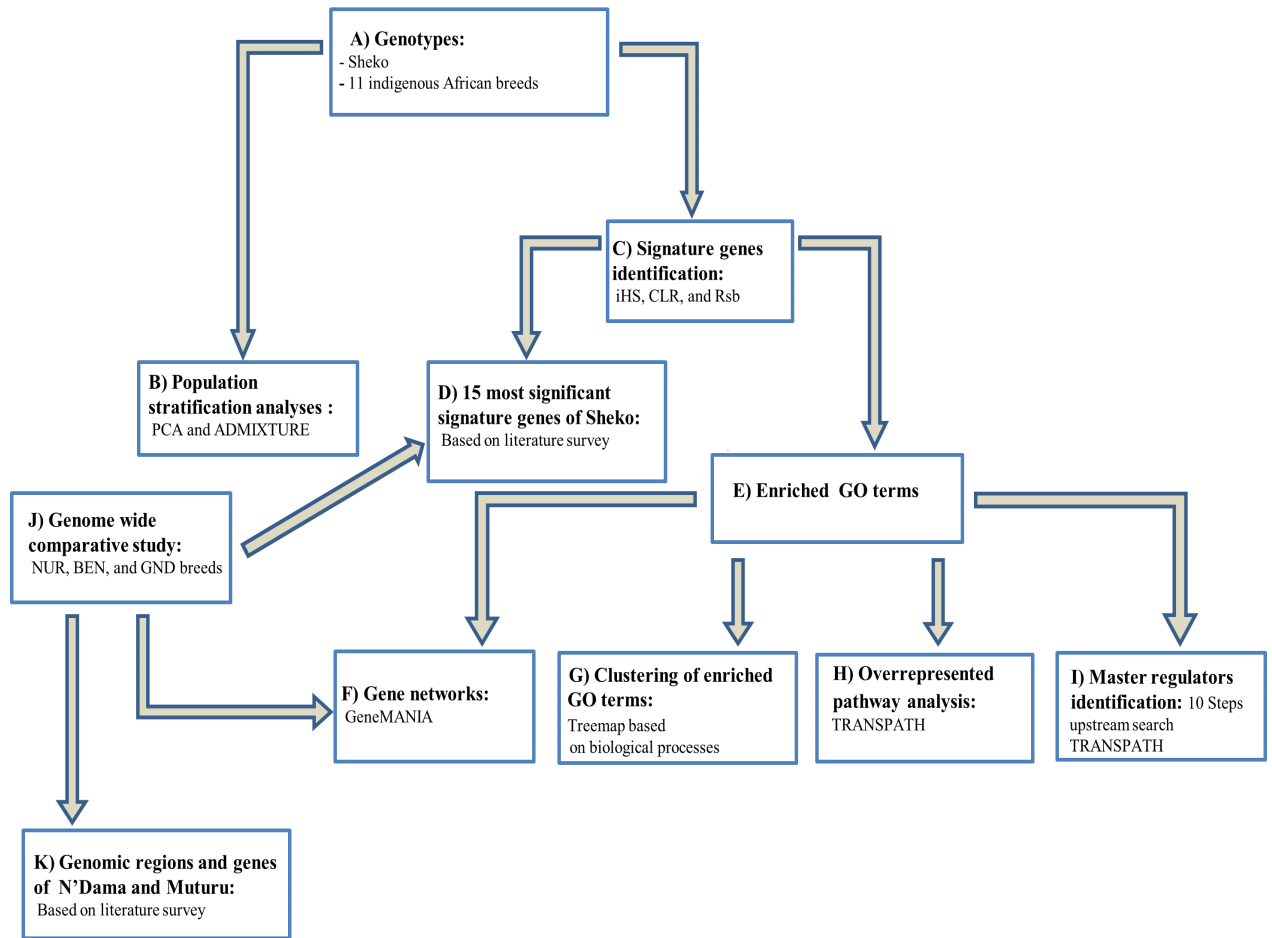 A) Genotypes:
- Sheko
- 11 indigenous African breeds
B) Population
stratification analyses :
PCA and ADMIXTURE
C) Signature genes
identification:
iHS, CLR, and Rsb
D) 15 most significant
signature genes of Sheko:
Based on literature survey
E) Enriched GO terms
J) Genome wide
comparative study:
NUR, BEN, and GND breeds
F) Gene networks:
GeneMANIA
G) Clustering of enriched
GO terms:
Treemap based
on biological processes
H) Overrepresented
pathway analysis:
TRANSPATH
I) Master regulators
identification: 10 Steps
upstream search
TRANSPATH
K) Genomic regions and genes
of N’Dama and Muturu:
Based on literature survey